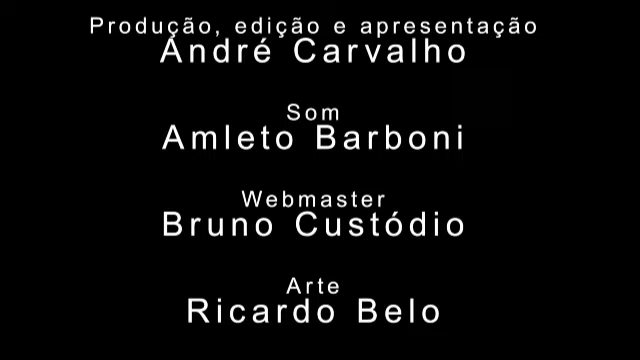 Produção, edição e apresentação
André Carvalho
Som
Amleto Barboni
Webmaster
Bruno Custódio
Arte
Ricardo Belo